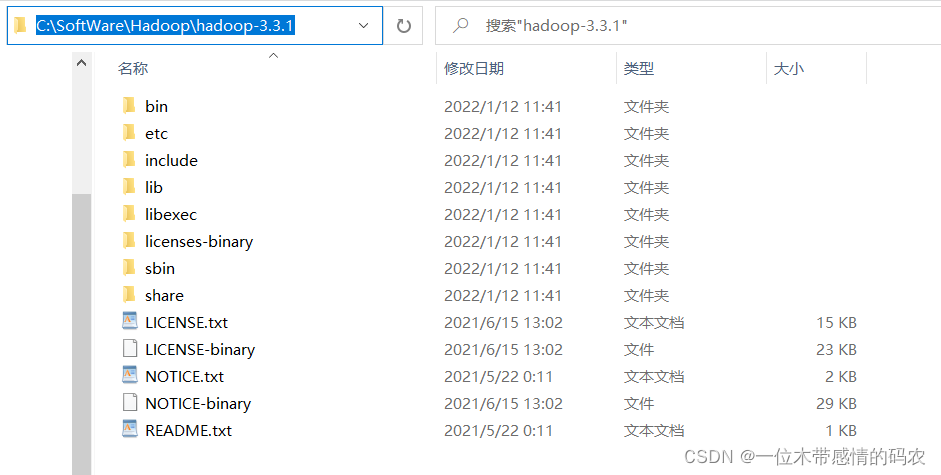 C:\SoftWare\Hadoop\hadoop-3.3.1 搜索"hadoop-3.3.1"
名称 修改日期 类型 大小
bin 2022/1/12 11:41 文件夹
etc 2022/1/12 11:41 文件夹
include 2022/1/12 11:41 文件夹
lib 2022/1/12 11:41 文件夹
libexec 2022/1/12 11:41 文件夹
licenses-binary 2022/1/12 11:41 文件夹
sbin 2022/1/12 11:41 文件夹
share 2022/1/12 11:41 文件夹
LICENSE.txt 2021/6/15 13:02 文本文档 15 KB
LICENSE-binary 2021/6/15 13:02 文件 23 KB
NOTICE.txt 2021/5/22 0:11 文本文档 2 KB
NOTICE-binary 2021/6/15 13:02 文件 29 KB
README.txt 2021/5/22 0:11 文本文档 1 KB
CSDN @一位木带感情的码农